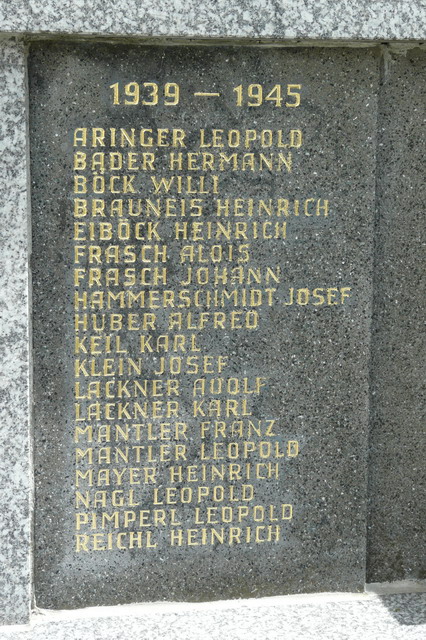 1939 – 1945
ARINGER LEOPOLD
BADER HERMANN
BÖCK WILLI
BRAUNEIS HEINRICH
EIBÖCK HEINRICH
FRASCH ALOIS
FRASCH JOHANN
HAMMERSCHMIDT JOSEF
HUBER ALFRED
KEIL KARL
KLEIN JOSEF
LACKNER ADOLF
LACKNER KARL
MANTLER FRANZ
MANTLER LEOPOLD
MAYER HEINRICH
NAGL LEOPOLD
PIMPERL LEOPOLD
REICHL HEINRICH